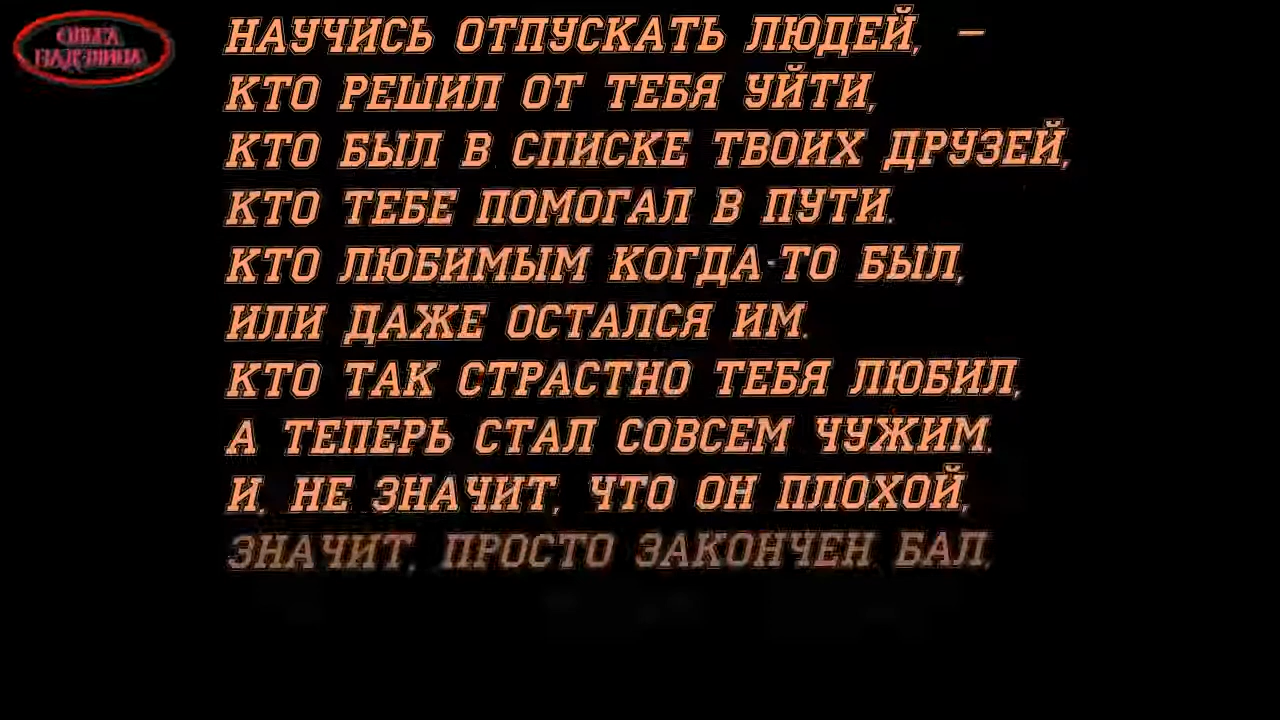 ОЛЬГА
НАУЧИСЬ ОТПУСКАТЬ ЛЮДЕЙ, –
КТО РЕШИЛ ОТ ТЕБЯ УЙТИ,
КТО БЫЛ В СПИСКЕ ТВОИХ ДРУЗЕЙ,
КТО ТЕБЕ ПОМОГАЛ В ПУТИ.
КТО ЛЮБИМЫМ КОГДА-ТО БЫЛ,
ИЛИ ДАЖЕ ОСТАЛСЯ ИМ.
КТО ТАК СТРАСТНО ТЕБЯ ЛЮБИЛ,
А ТЕПЕРЬ СТАЛ СОВСЕМ ЧУЖИМ.
И, НЕ ЗНАЧИТ, ЧТО ОН ПЛОХОЙ,
ЗНАЧИТ, ПРОСТО ЗАКОНЧЕН БАЛ,